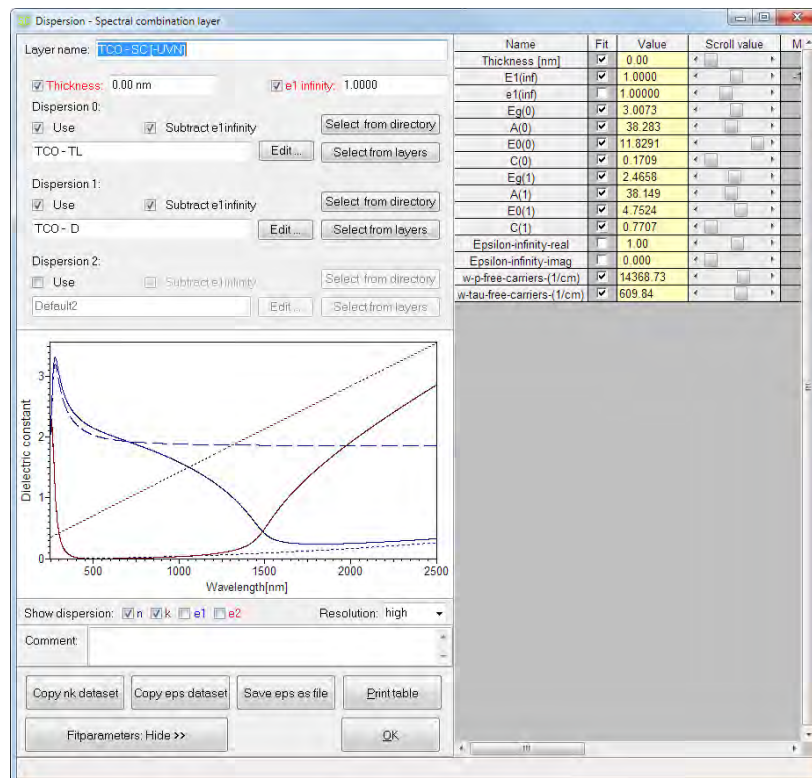 Dispersion - Spectral combination layer
Layer name: TCO - SC [-UVN]
Thickness: 0.00 nm e1 infinity: 1.0000
Dispersion 0:
Use Subtract e1infinity Select from directory
TCO - TL Edit ... Select from layers
Dispersion 1:
Use Subtract e1infinity Select from directory
TCO - D Edit ... Select from layers
Dispersion 2:
Use Subtract e1infinity Select from directory
Default2 Edit ... Select from layers
Dielectric constant
3
2
1
0
500 1000 1500 2000 2500
Wavelength[nm]
Show dispersion: n k e1 e2 Resolution: high
Comment:
Copy nk dataset Copy eps dataset Save eps as file Print table
Fitparameters: Hide >> OK
Name Fit Value Scroll value M
Thickness [nm] 0.00
E1(inf) 1.0000 -1
e1(inf) 1.00000
Eg(0) 3.0073
A(0) 38.283
E0(0) 11.8291
C(0) 0.1709
Eg(1) 2.4658
A(1) 38.149
E0(1) 4.7524
C(1) 0.7707
Epsilon-infinity-real 1.00
Epsilon-infinity-imag 0.000
w-p-free-carriers-(1/cm) 14368.73
w-tau-free-carriers-(1/cm) 609.84